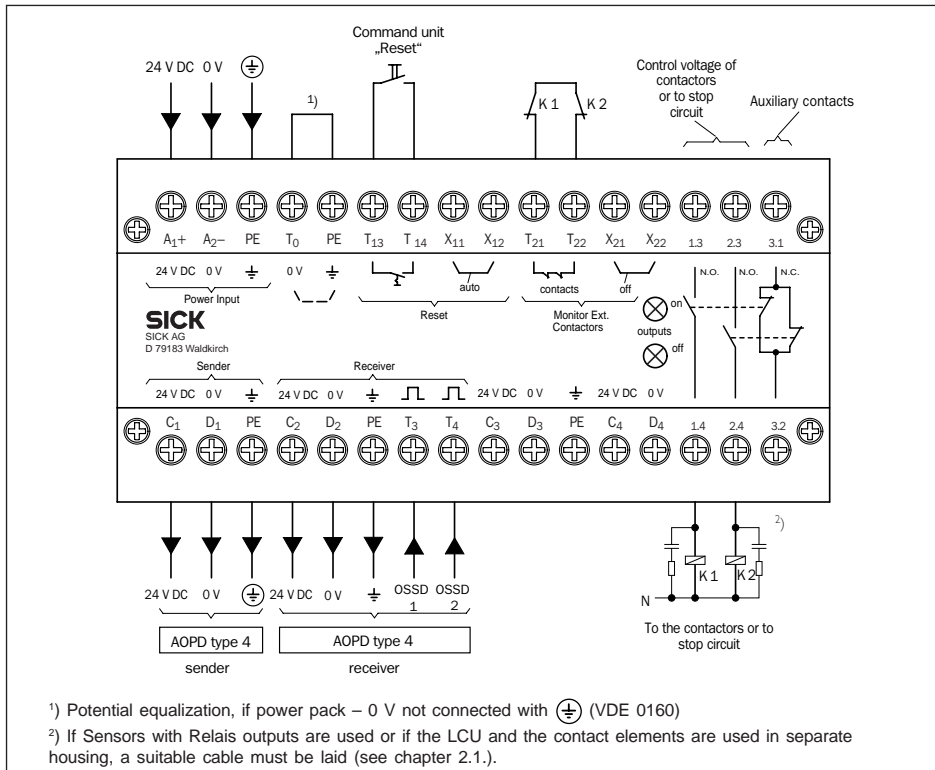 Command unit
„Reset“
24 V DC 0 V
1)
K 1 K 2
Control voltage of
contactors
or to stop
circuit
Auxiliary contacts
A1+ A2– PE T0 PE T13 T14 X11 X12 T21 T22 X21 X22 1.3 2.3 3.1
24 V DC 0 V 0 V auto contacts off N.O. N.O. N.C.
Power Input
Reset
Monitor Ext.
Contactors
on
outputs
off
SICK
SICK AG
D 79183 Waldkirch
Sender
Receiver
24 V DC 0 V 24 V DC 0 V 24 V DC 0 V 24 V DC 0 V
C1 D1 PE C2 D2 PE T3 T4 C3 D3 PE C4 D4 1.4 2.4 3.2
2)
K 1 K 2
N
24 V DC 0 V 24 V DC 0 V OSSD OSSD
1 2
AOPD type 4 AOPD type 4
sender receiver
To the contactors or to
stop circuit
1) Potential equalization, if power pack – 0 V not connected with (VDE 0160)
2) If Sensors with Relais outputs are used or if the LCU and the contact elements are used in separate
housing, a suitable cable must be laid (see chapter 2.1.).